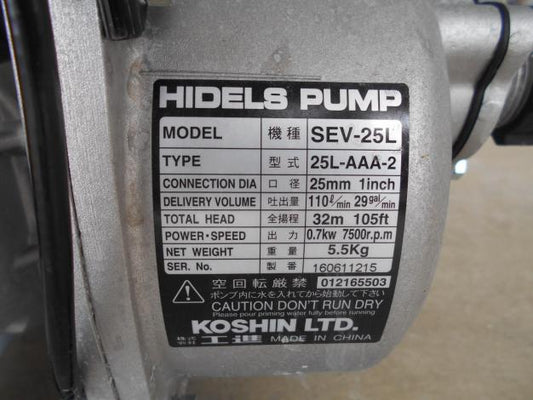 HIDELS PUMP
MODEL 機種 SEV-25L
TYPE 型式 25L-AAA-2
CONNECTION DIA 口径 25mm 1inch
DELIVERY VOLUME 吐出量 110ℓ/min 29gal/min
TOTAL HEAD 全揚程 32m 105ft
POWER・SPEED 出力 0.7kw 7500r.p.m
NET WEIGHT 重量 5.5Kg
SER. No. 製番 160611215
空回転厳禁 012165503
ポンプ内に水を入れてから始動して下さい
CAUTION DON'T RUN DRY
Please pour priming water fully before running
KOSHIN LTD.
株式会社 工進 MADE IN CHINA